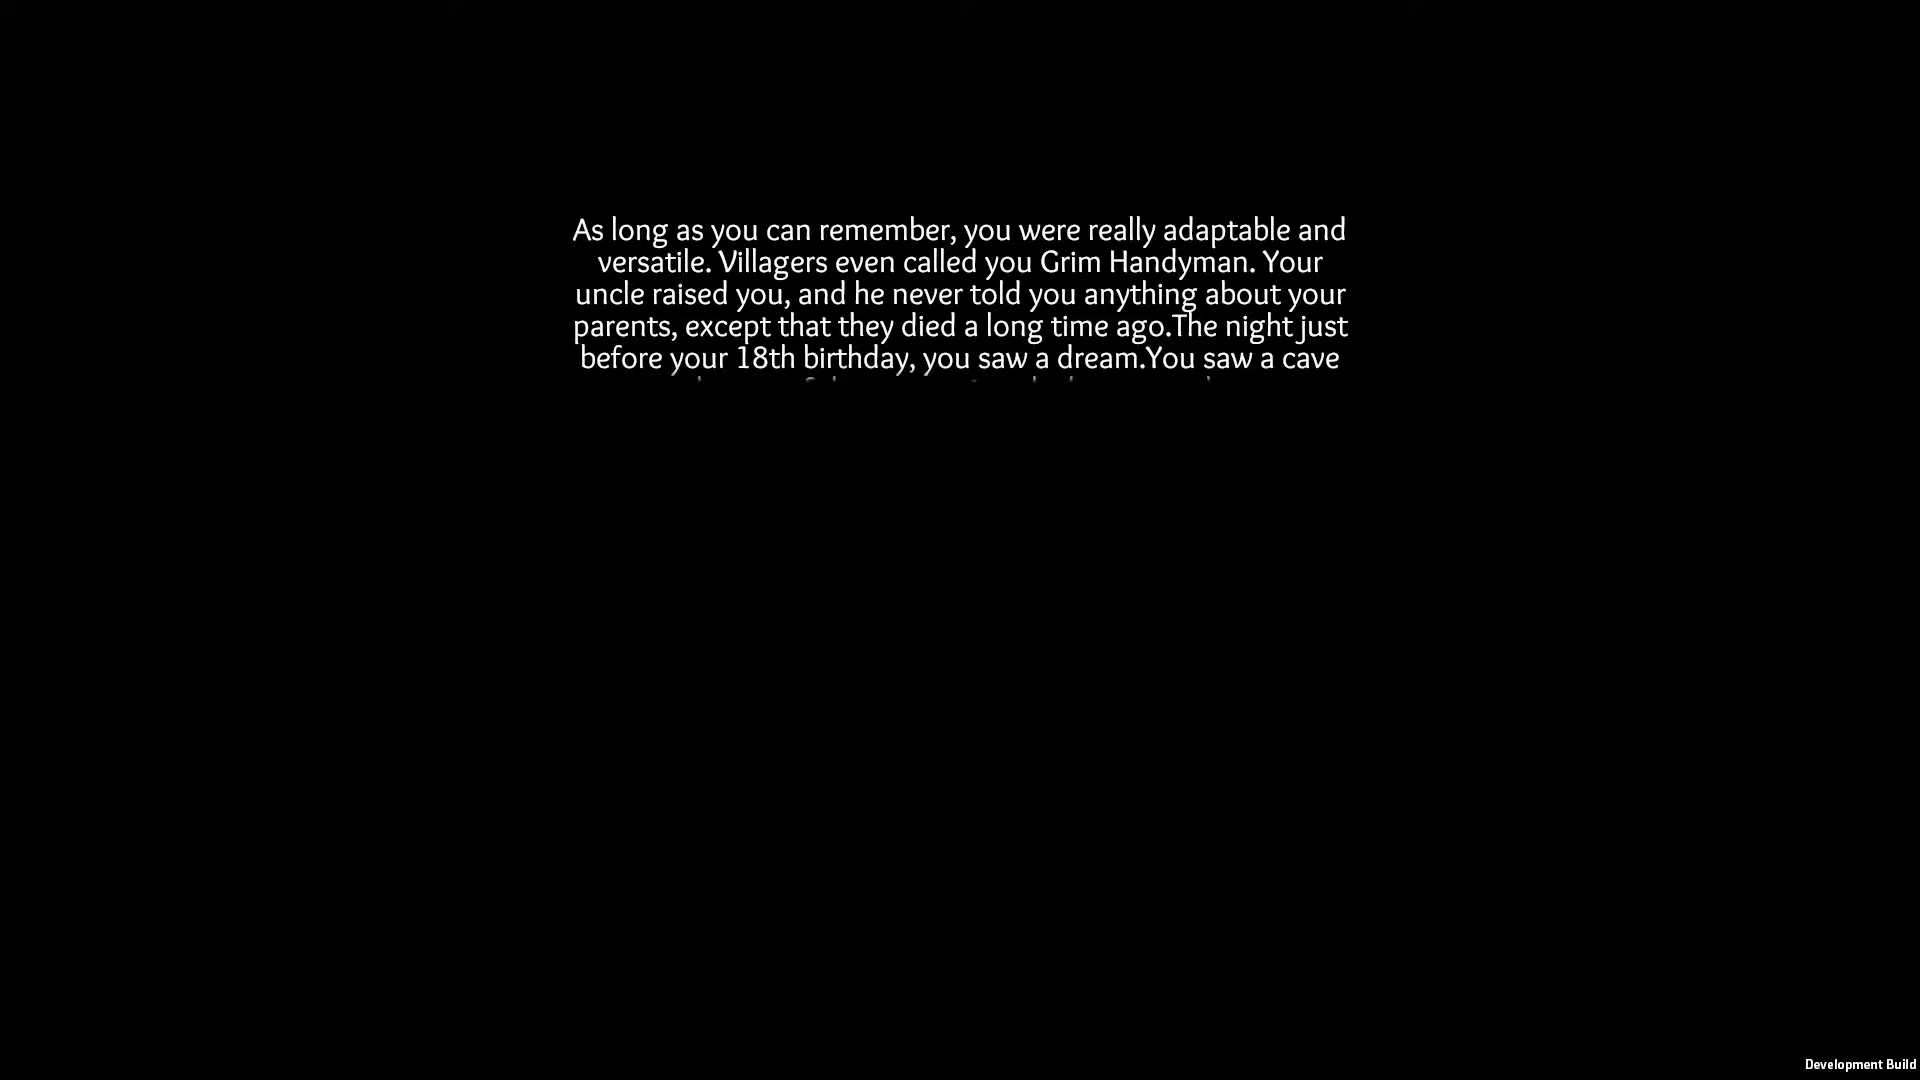 As long as you can remember, you were really adaptable and
versatile. Villagers even called you Grim Handyman. Your
uncle raised you, and he never told you anything about your
parents, except that they died a long time ago.The night just
before your 18th birthday, you saw a dream.You saw a cave
Development Build